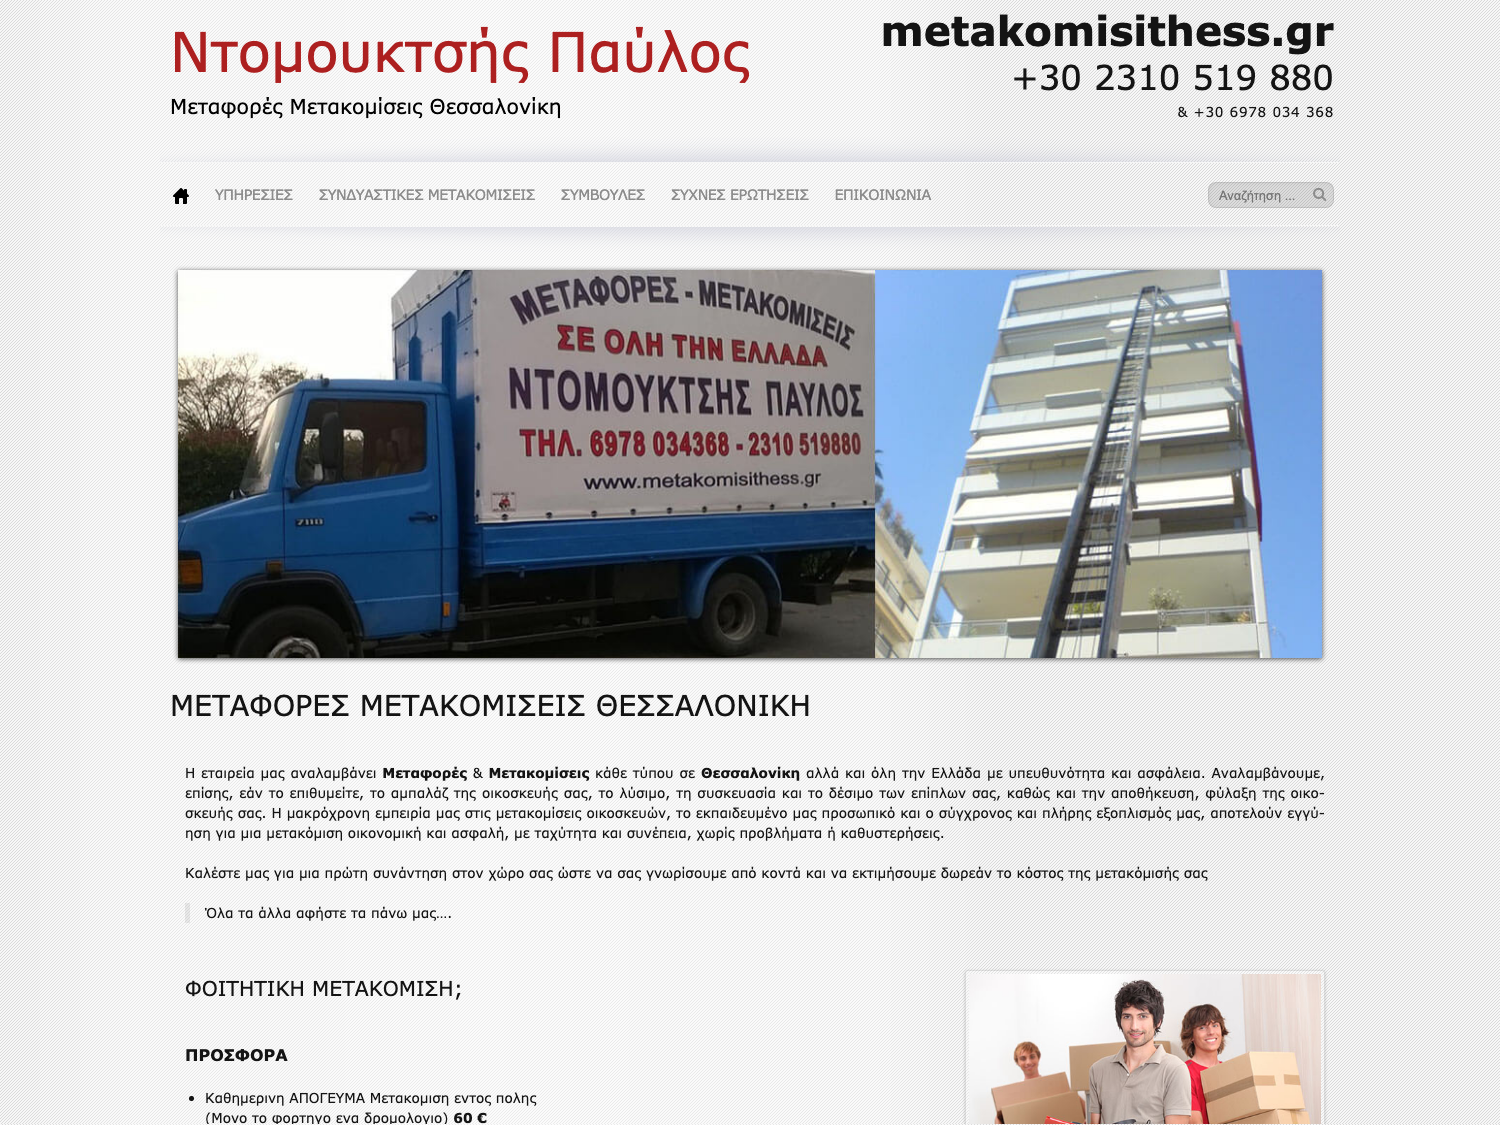 Ντομουκτσής Παύλος
Μεταφορές Μετακομίσεις Θεσσαλονίκη
metakomisithess.gr
+30 2310 519 880
& +30 6978 034 368
ΥΠΗΡΕΣΙΕΣ ΣΥΝΔΥΑΣΤΙΚΕΣ ΜΕΤΑΚΟΜΙΣΕΙΣ ΣΥΜΒΟΥΛΕΣ ΣΥΧΝΕΣ ΕΡΩΤΗΣΕΙΣ ΕΠΙΚΟΙΝΩΝΙΑ
Αναζήτηση ...
ΜΕΤΑΦΟΡΕΣ - ΜΕΤΑΚΟΜΙΣΕΙΣ
ΣΕ ΟΛΗ ΤΗΝ ΕΛΛΑΔΑ
ΝΤΟΜΟΥΚΤΣΗΣ ΠΑΥΛΟΣ
ΤΗΛ. 6978 034368 - 2310 519880
www.metakomisithess.gr
ΜΕΤΑΦΟΡΕΣ ΜΕΤΑΚΟΜΙΣΕΙΣ ΘΕΣΣΑΛΟΝΙΚΗ
Η εταιρεία μας αναλαμβάνει Μεταφορές & Μετακομίσεις κάθε τύπου σε Θεσσαλονίκη αλλά και όλη την Ελλάδα με υπευθυνότητα και ασφάλεια. Αναλαμβάνουμε,
επίσης, εάν το επιθυμείτε, το αμπαλάζ της οικοσκευής σας, το λύσιμο, τη συσκευασία και το δέσιμο των επίπλων σας, καθώς και την αποθήκευση, φύλαξη της οικο-
σκευής σας. Η μακρόχρονη εμπειρία μας στις μετακομίσεις οικοσκευών, το εκπαιδευμένο μας προσωπικό και ο σύγχρονος και πλήρης εξοπλισμός μας, αποτελούν εγγύ-
ηση για μια μετακόμιση οικονομική και ασφαλή, με ταχύτητα και συνέπεια, χωρίς προβλήματα ή καθυστερήσεις.
Καλέστε μας για μια πρώτη συνάντηση στον χώρο σας ώστε να σας γνωρίσουμε από κοντά και να εκτιμήσουμε δωρεάν το κόστος της μετακόμισής σας
Όλα τα άλλα αφήστε τα πάνω μας….
ΦΟΙΤΗΤΙΚΗ ΜΕΤΑΚΟΜΙΣΗ;
ΠΡΟΣΦΟΡΑ
• Καθημερινη ΑΠΟΓΕΥΜΑ Μετακομιση εντος πολης
(Μονο το φορτηγο ενα δρομολογιο) 60 €